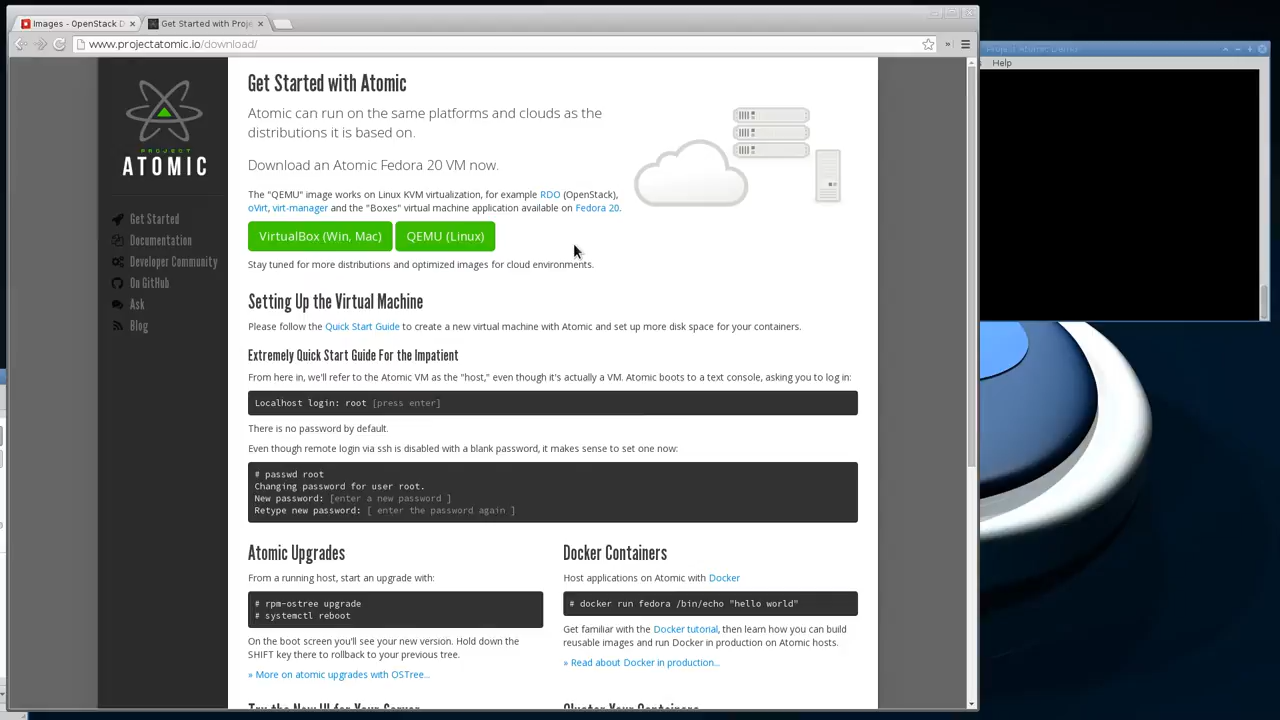 Images - OpenStack D
Get Started with Proje
www.projectatomic.io/download/
»
Project Atomic Demo
Help
PROJECT
ATOMIC
Get Started
Documentation
Developer Community
On GitHub
Ask
Blog
Get Started with Atomic
Atomic can run on the same platforms and clouds as the
distributions it is based on.
Download an Atomic Fedora 20 VM now.
The "QEMU" image works on Linux KVM virtualization, for example RDO (OpenStack),
oVirt, virt-manager and the "Boxes" virtual machine application available on Fedora 20.
VirtualBox (Win, Mac)
QEMU (Linux)
Stay tuned for more distributions and optimized images for cloud environments.
Setting Up the Virtual Machine
Please follow the Quick Start Guide to create a new virtual machine with Atomic and set up more disk space for your containers.
Extremely Quick Start Guide For the Impatient
From here in, we'll refer to the Atomic VM as the "host," even though it's actually a VM. Atomic boots to a text console, asking you to log in:
Localhost login: root [press enter]
There is no password by default.
Even though remote login via ssh is disabled with a blank password, it makes sense to set one now:
# passwd root
Changing password for user root.
New password: [enter a new password ]
Retype new password: [ enter the password again ]
Atomic Upgrades
From a running host, start an upgrade with:
# rpm-ostree upgrade
# systemctl reboot
On the boot screen you'll see your new version. Hold down the
SHIFT key there to rollback to your previous tree.
» More on atomic upgrades with OSTree...
Docker Containers
Host applications on Atomic with Docker
# docker run fedora /bin/echo "hello world"
Get familiar with the Docker tutorial, then learn how you can build
reusable images and run Docker in production on Atomic hosts.
» Read about Docker in production...
Try the New UI for Your Server
Cluster Your Containers